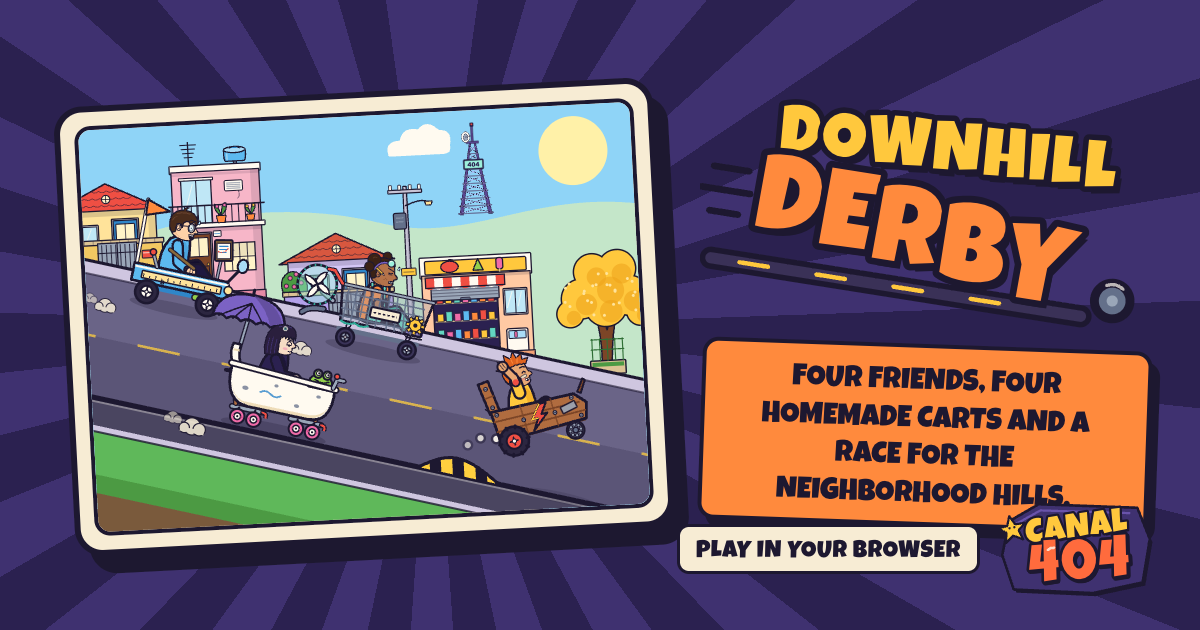 404
DOWNHILL
DERBY
FOUR FRIENDS, FOUR
HOMEMADE CARTS AND A
RACE FOR THE
NEIGHBORHOOD HILLS.
PLAY IN YOUR BROWSER
CANAL
404